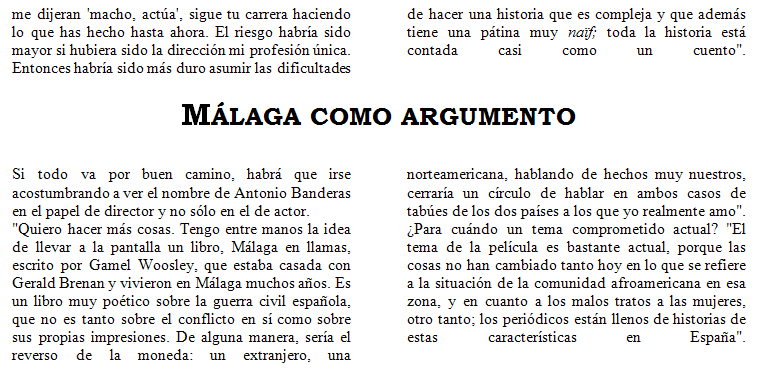 me dijeran 'macho, actúa', sigue tu carrera haciendo
lo que has hecho hasta ahora. El riesgo habría sido
mayor si hubiera sido la dirección mi profesión única.
Entonces habría sido más duro asumir las dificultades
de hacer una historia que es compleja y que además
tiene una pátina muy naïf; toda la historia está
contada casi como un cuento".
MÁLAGA COMO ARGUMENTO
Si todo va por buen camino, habrá que irse
acostumbrando a ver el nombre de Antonio Banderas
en el papel de director y no sólo en el de actor.
"Quiero hacer más cosas. Tengo entre manos la idea
de llevar a la pantalla un libro, Málaga en llamas,
escrito por Gamel Woosley, que estaba casada con
Gerald Brenan y vivieron en Málaga muchos años. Es
un libro muy poético sobre la guerra civil española,
que no es tanto sobre el conflicto en sí como sobre
sus propias impresiones. De alguna manera, sería el
reverso de la moneda: un extranjero, una
norteamericana, hablando de hechos muy nuestros,
cerraría un círculo de hablar en ambos casos de
tabúes de los dos países a los que yo realmente amo".
¿Para cuándo un tema comprometido actual? "El
tema de la película es bastante actual, porque las
cosas no han cambiado tanto hoy en lo que se refiere
a la situación de la comunidad afroamericana en esa
zona, y en cuanto a los malos tratos a las mujeres,
otro tanto; los periódicos están llenos de historias de
estas características en España".